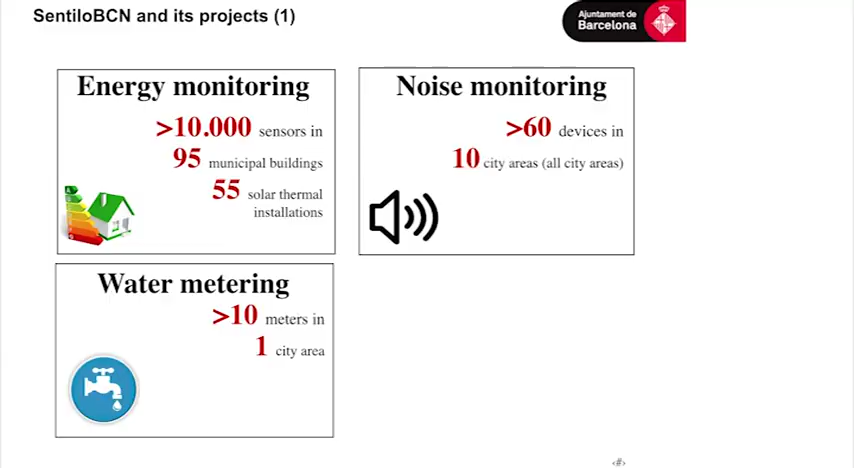 SentiloBCN and its projects (1)
Ajuntament de
Barcelona
Energy monitoring
>10.000 sensors in
95 municipal buildings
55 solar thermal
installations
Noise monitoring
>60 devices in
10 city areas (all city areas)
Water metering
>10 meters in
1 city area
‹#›